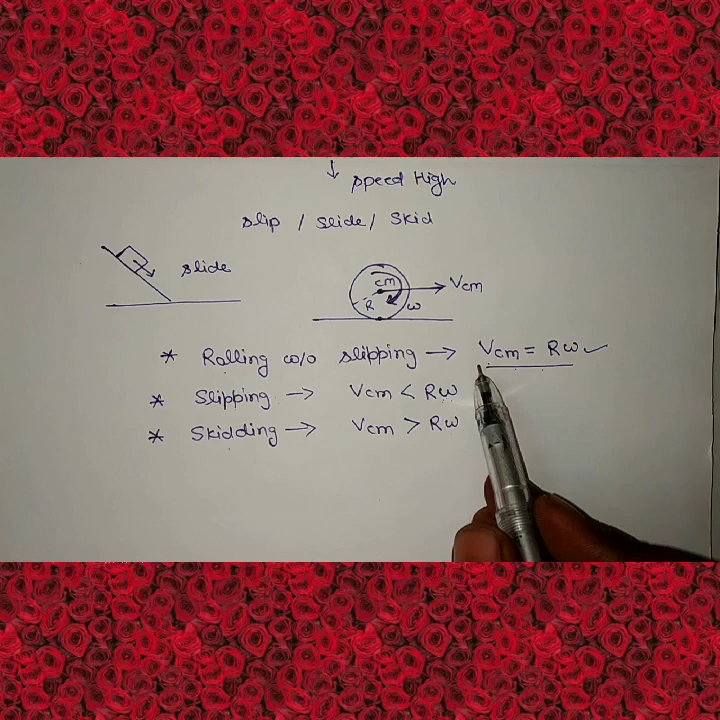 ↓ speed High
slip / slide / skid
slide
cm
Vcm
R
ω
* Rolling w/o slipping → Vcm = Rω ✓
* Slipping → Vcm < Rω
* Skidding → Vcm > Rω